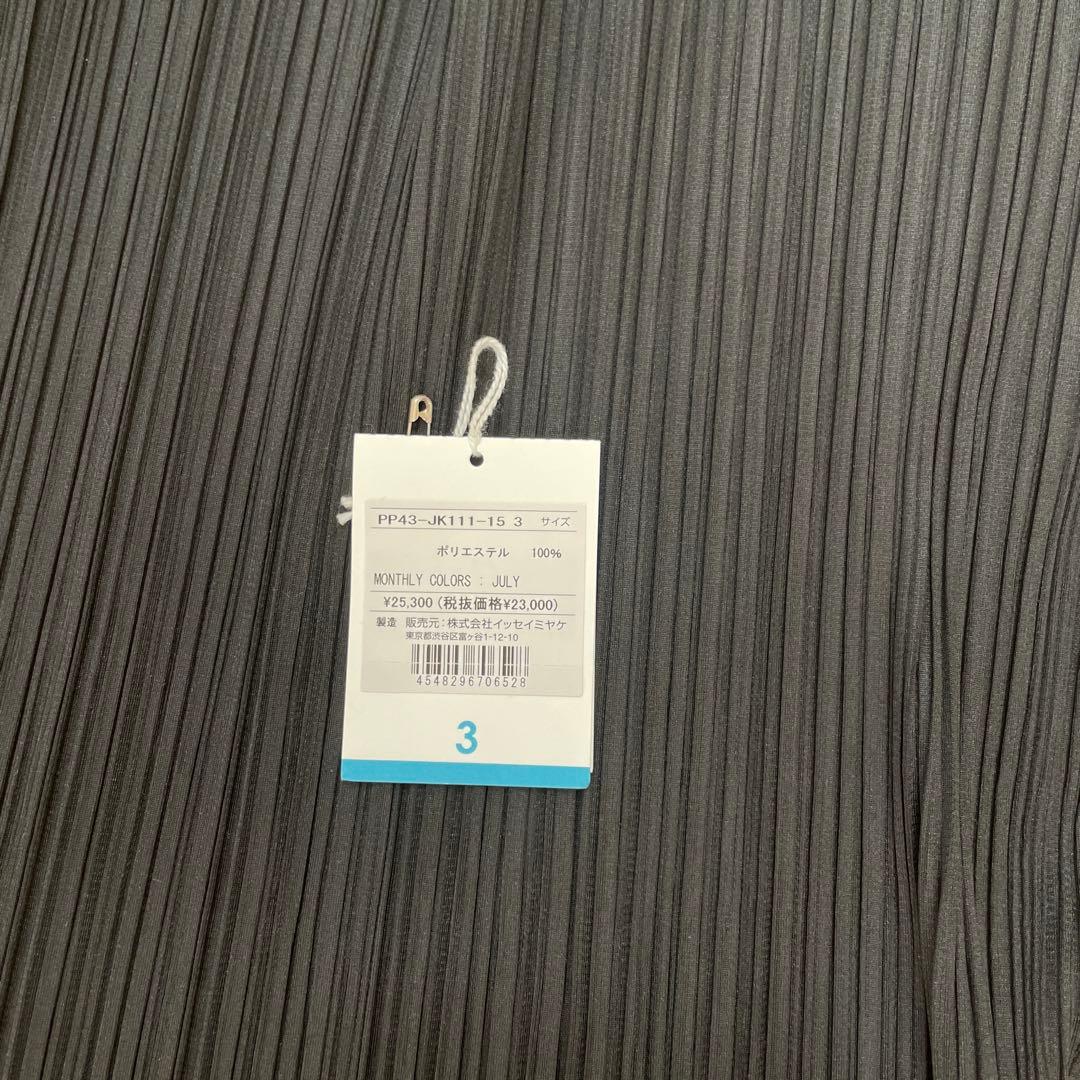 PP43-JK111-15 3 サイズ
ポリエステル 100%
MONTHLY COLORS : JULY
¥25,300(税抜価格¥23,000)
製造 販売元:株式会社イッセイミヤケ
東京都渋谷区富ヶ谷1-12-10
4548296706528
3